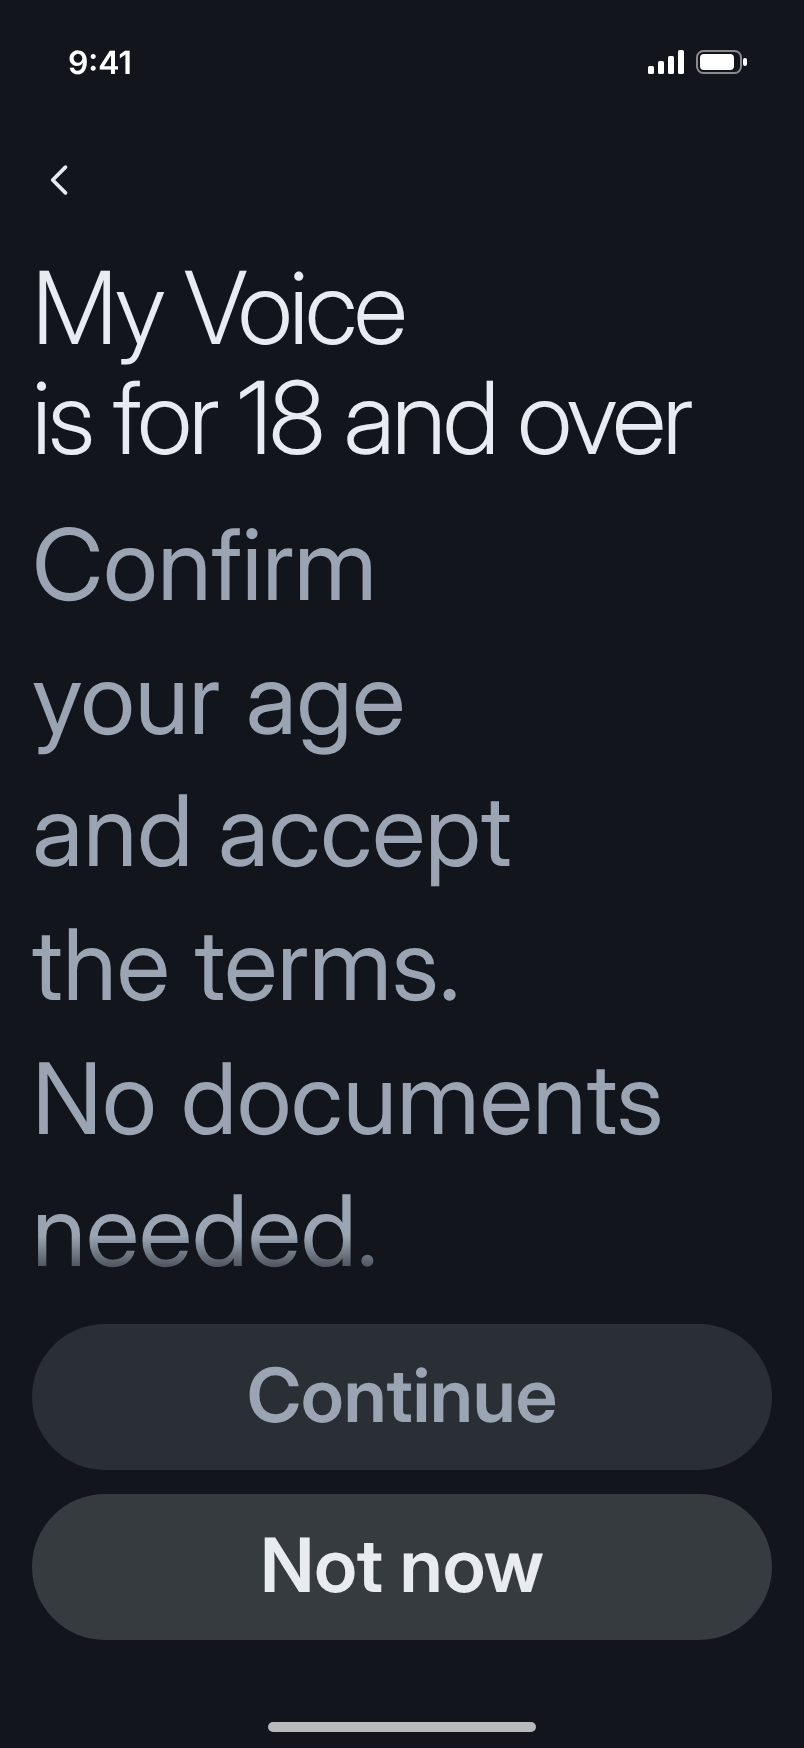 9:41
My Voice
is for 18 and over
Confirm
your age
and accept
the terms.
No documents
needed.
Continue
Not now